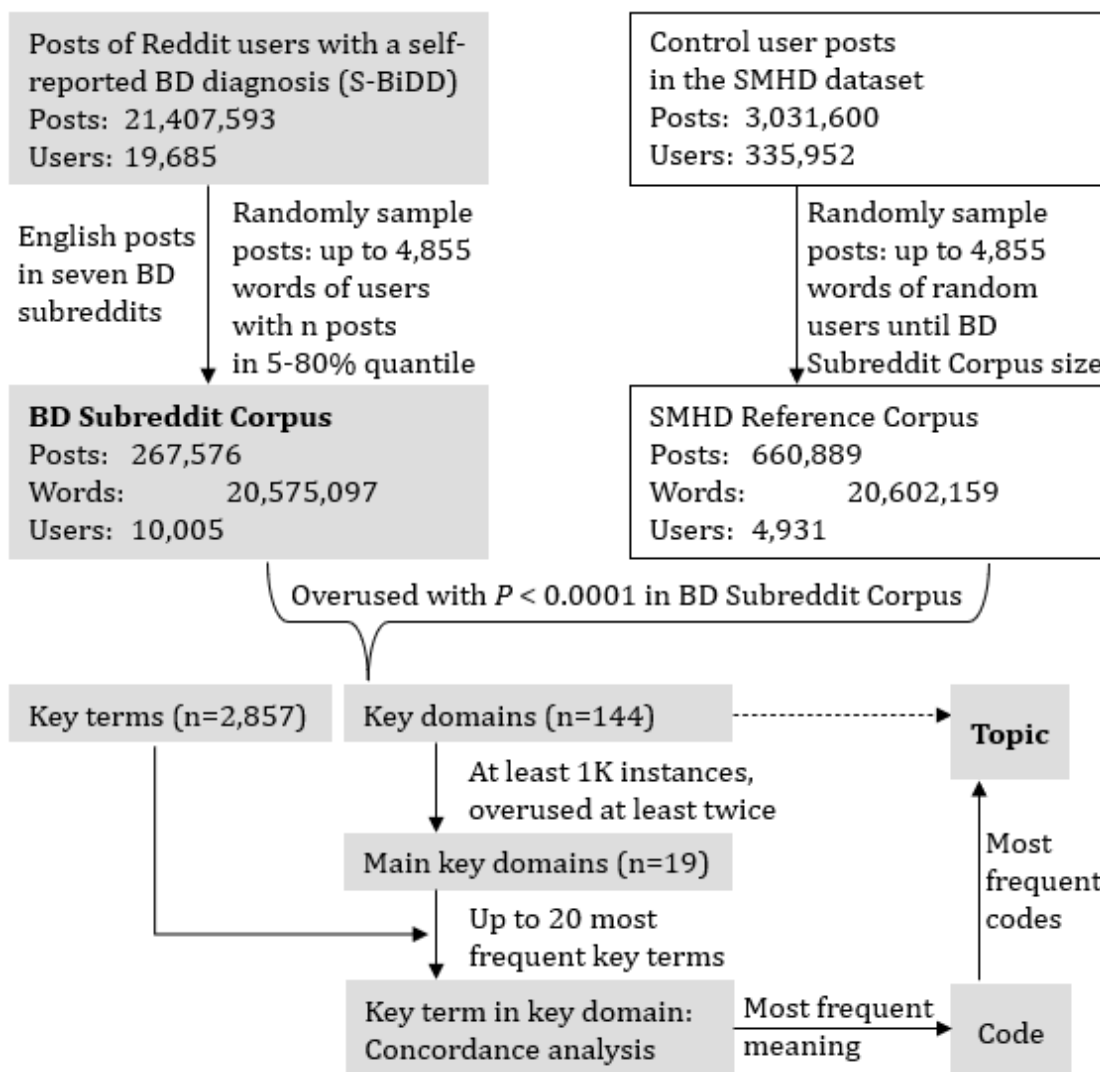 Posts of Reddit users with a self-
reported BD diagnosis (S-BiDD)
Posts: 21,407,593
Users: 19,685
Control user posts
in the SMHD dataset
Posts: 3,031,600
Users: 335,952
English posts
in seven BD
subreddits
Randomly sample
posts: up to 4,855
words of users
with n posts
in 5-80% quantile
Randomly sample
posts: up to 4,855
words of random
users until BD
Subreddit Corpus size
BD Subreddit Corpus
Posts: 267,576
Words: 20,575,097
Users: 10,005
SMHD Reference Corpus
Posts: 660,889
Words: 20,602,159
Users: 4,931
Overused with P < 0.0001 in BD Subreddit Corpus
Key terms (n=2,857)
Key domains (n=144)
Topic
At least 1K instances,
overused at least twice
Main key domains (n=19)
Most
frequent
codes
Up to 20 most
frequent key terms
Key term in key domain:
Concordance analysis
Most frequent
meaning
Code